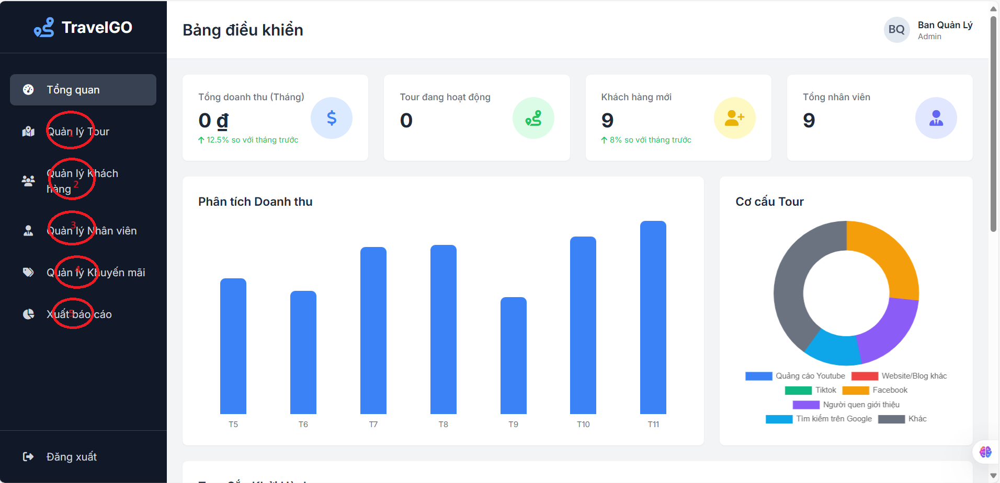 TravelGO
Tổng quan
Quản lý Tour
1
Quản lý Khách
hàng
2
Quản lý Nhân viên
3
Quản lý Khuyến mãi
4
Xuất báo cáo
5
Đăng xuất
Bảng điều khiển
BQ
Ban Quản Lý
Admin
Tổng doanh thu (Tháng)
0 ₫
12.5% so với tháng trước
$
Tour đang hoạt động
0
Khách hàng mới
9
8% so với tháng trước
Tổng nhân viên
9
Phân tích Doanh thu
T5 T6 T7 T8 T9 T10 T11
Cơ cấu Tour
Quảng cáo Youtube Website/Blog khác
Tiktok Facebook
Người quen giới thiệu
Tìm kiếm trên Google Khác